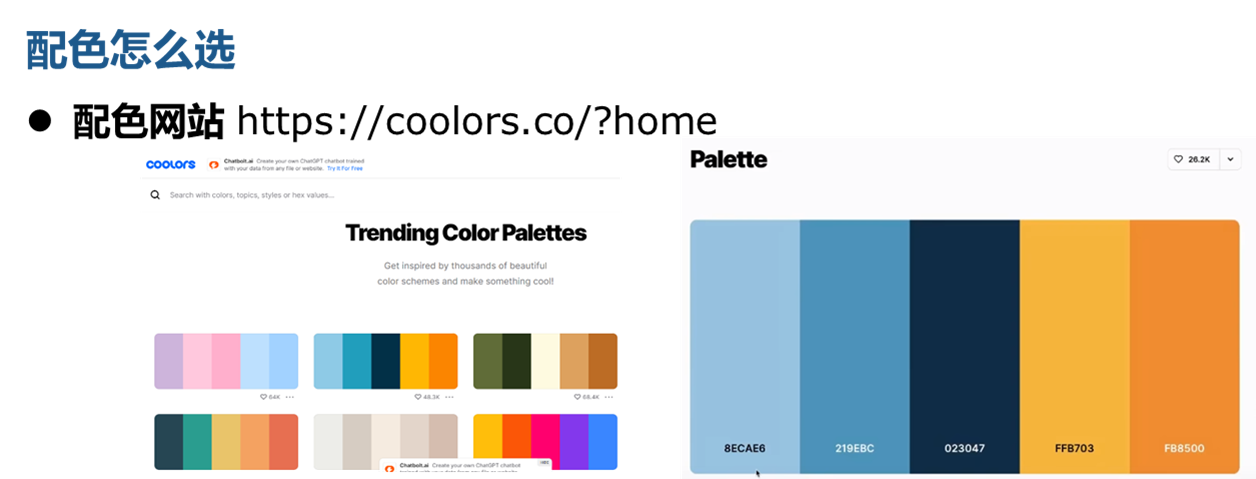 配色怎么选
● 配色网站 https://coolors.co/?home
coolors
Chatbolt.ai Create your own ChatGPT chatbot trained
with your data from any file or website. Try It For Free
Search with colors, topics, styles or hex values...
Trending Color Palettes
Get inspired by thousands of beautiful
color schemes and make something cool!
64K
46.3K
68.4K
Chatbolt.ai Create your own ChatGPT chatbot
Palette
26.2K
8ECAE6
219EBC
023047
FFB703
FB8500